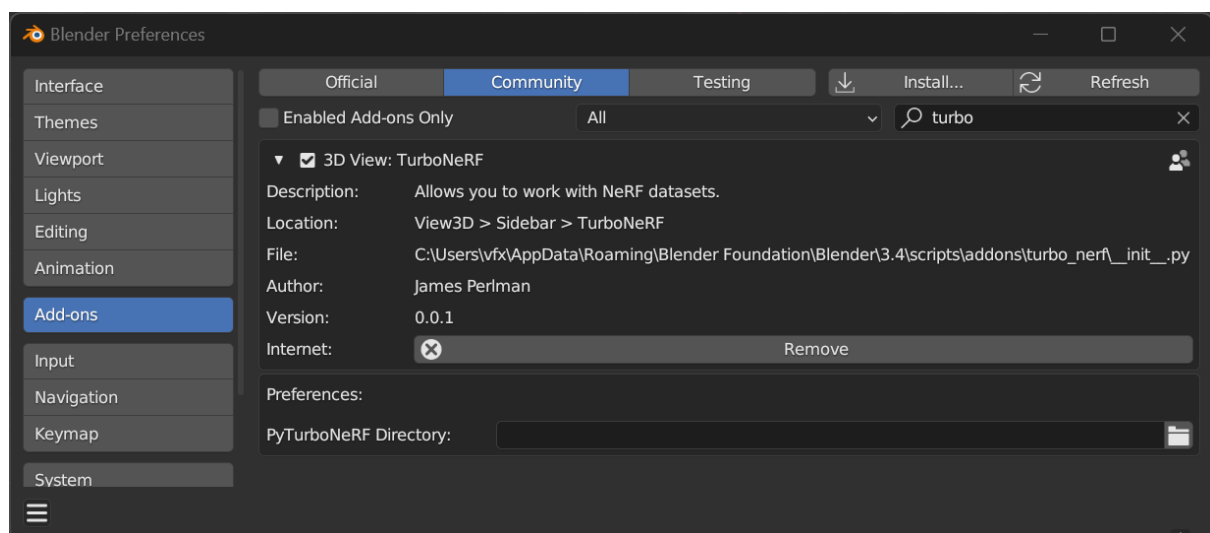 Blender Preferences
Interface
Themes
Viewport
Lights
Editing
Animation
Add-ons
Input
Navigation
Keymap
System
Official Community Testing Install... Refresh
Enabled Add-ons Only All turbo
3D View: TurboNeRF
Description: Allows you to work with NeRF datasets.
Location: View3D > Sidebar > TurboNeRF
File: C:\Users\vfx\AppData\Roaming\Blender Foundation\Blender\3.4\scripts\addons\turbo_nerf\__init__.py
Author: James Perlman
Version: 0.0.1
Internet: Remove
Preferences:
PyTurboNeRF Directory: